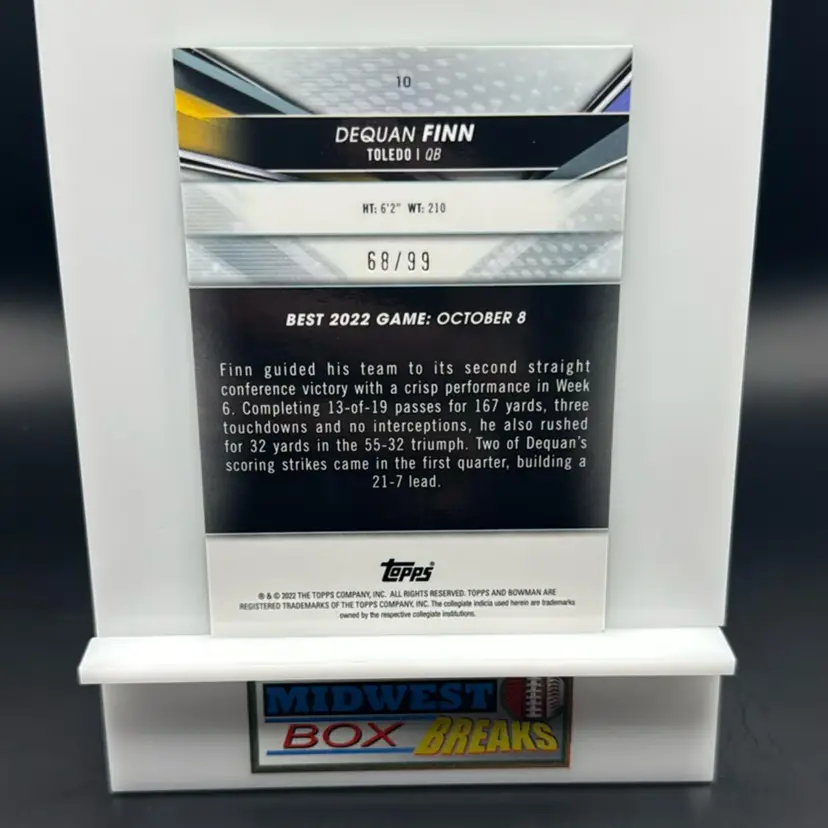 10
DEQUAN FINN
TOLEDO | QB
HT: 6'2" WT: 210
68/99
BEST 2022 GAME: OCTOBER 8
Finn guided his team to its second straight
conference victory with a crisp performance in Week
6. Completing 13-of-19 passes for 167 yards, three
touchdowns and no interceptions, he also rushed
for 32 yards in the 55-32 triumph. Two of Dequan's
scoring strikes came in the first quarter, building a
21-7 lead.
topps
® & © 2022 THE TOPPS COMPANY, INC. ALL RIGHTS RESERVED. TOPPS AND BOWMAN ARE
REGISTERED TRADEMARKS OF THE TOPPS COMPANY, INC. The collegiate indicia used herein are trademarks
owned by the respective collegiate institutions.
MIDWEST
BOX BREAKS